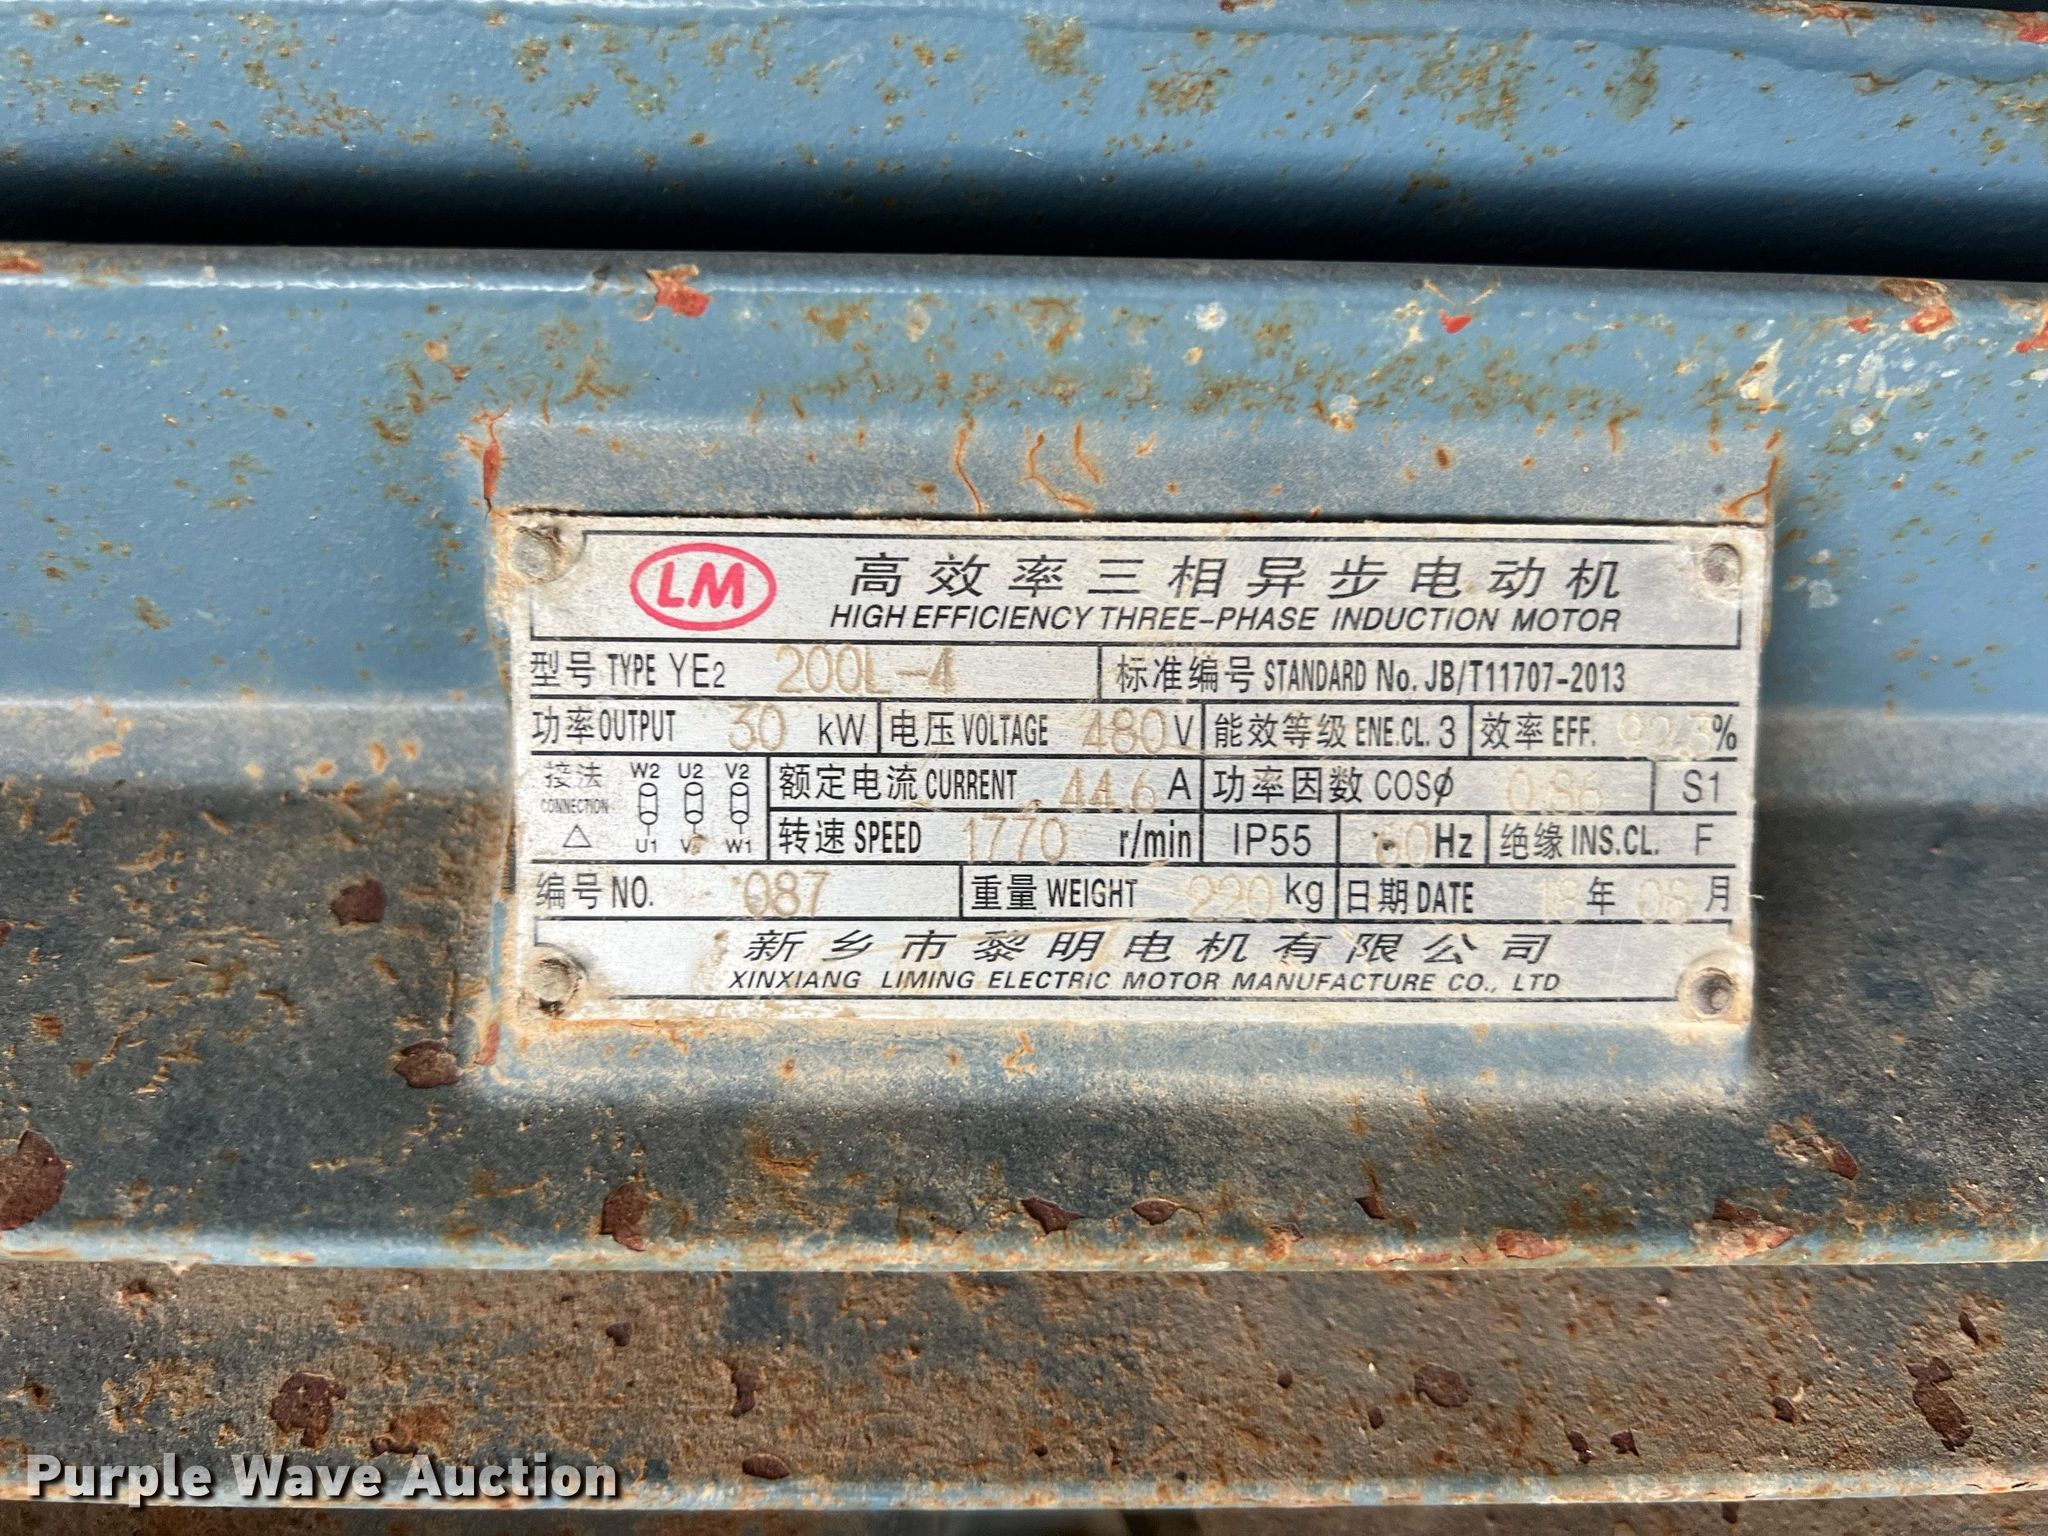 LM
高效率三相异步电动机
HIGH EFFICIENCY THREE-PHASE INDUCTION MOTOR
型号 TYPE YE2 200L-4 标准编号 STANDARD No. JB/T11707-2013
功率 OUTPUT 30 kW 电压 VOLTAGE 480 V 能效等级 ENE.CL. 3 效率 EFF. 92.3 %
接法 CONNECTION △ W2 U2 V2 U1 W1
额定电流 CURRENT 44.6 A 功率因数 COSφ 0.86 S1
转速 SPEED 1770 r/min IP55 60 Hz 绝缘 INS.CL. F
编号 NO. 087 重量 WEIGHT 220 kg 日期 DATE 18 年 08 月
新乡市黎明电机有限公司
XINXIANG LIMING ELECTRIC MOTOR MANUFACTURE CO., LTD
Purple Wave Auction